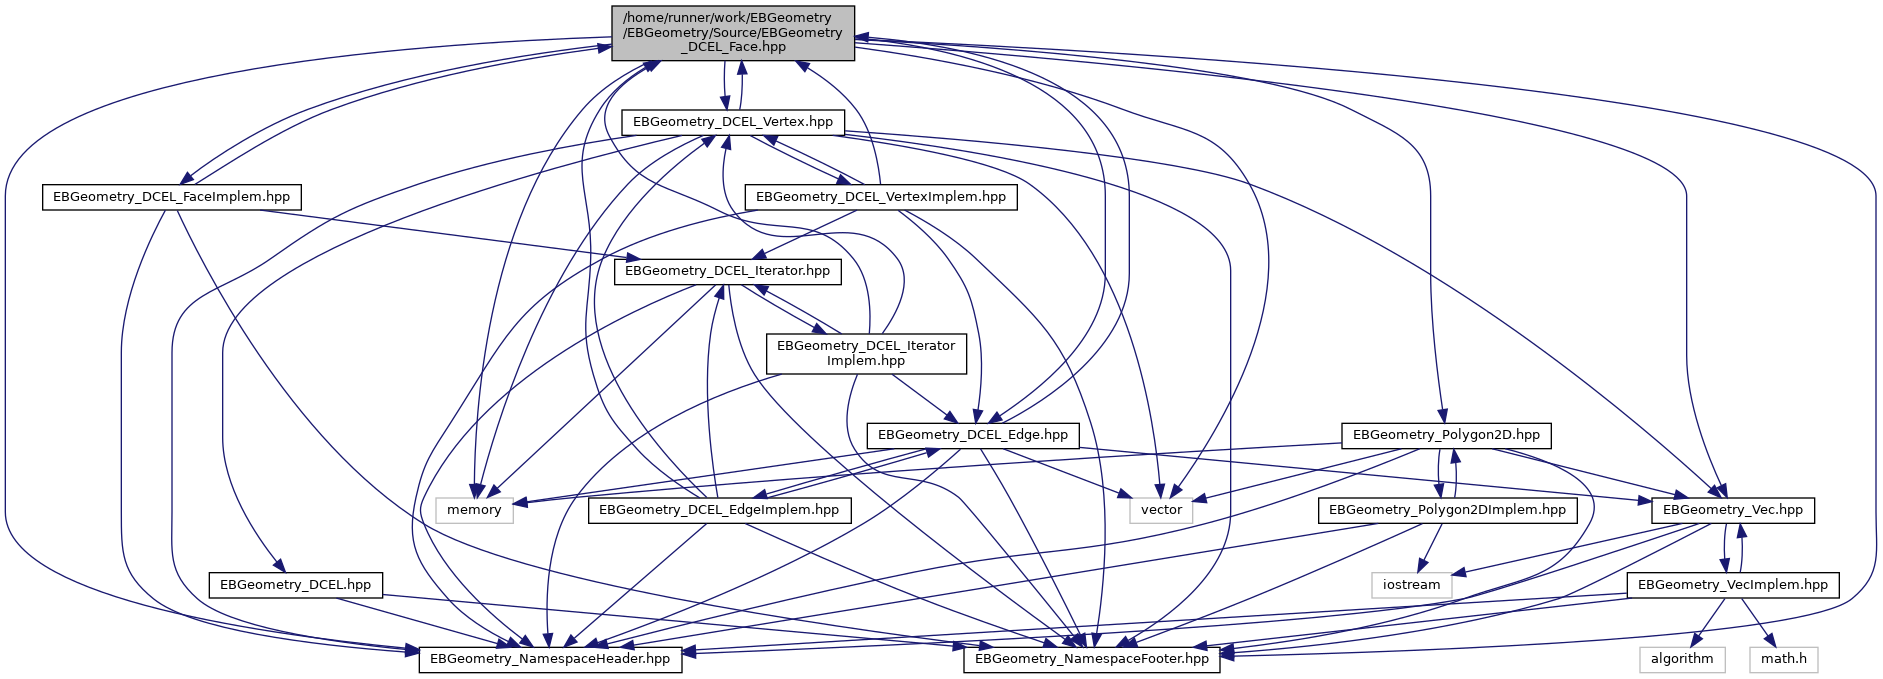 /home/runner/work/EBGeometry
/EBGeometry/Source/EBGeometry
_DCEL_Face.hpp
EBGeometry_DCEL_Vertex.hpp
EBGeometry_DCEL_FaceImplem.hpp
EBGeometry_DCEL_VertexImplem.hpp
EBGeometry_DCEL_Iterator.hpp
EBGeometry_DCEL_Iterator
Implem.hpp
EBGeometry_DCEL_Edge.hpp
EBGeometry_Polygon2D.hpp
memory
EBGeometry_DCEL_EdgeImplem.hpp
vector
EBGeometry_Polygon2DImplem.hpp
EBGeometry_Vec.hpp
EBGeometry_DCEL.hpp
iostream
EBGeometry_VecImplem.hpp
EBGeometry_NamespaceHeader.hpp
EBGeometry_NamespaceFooter.hpp
algorithm
math.h